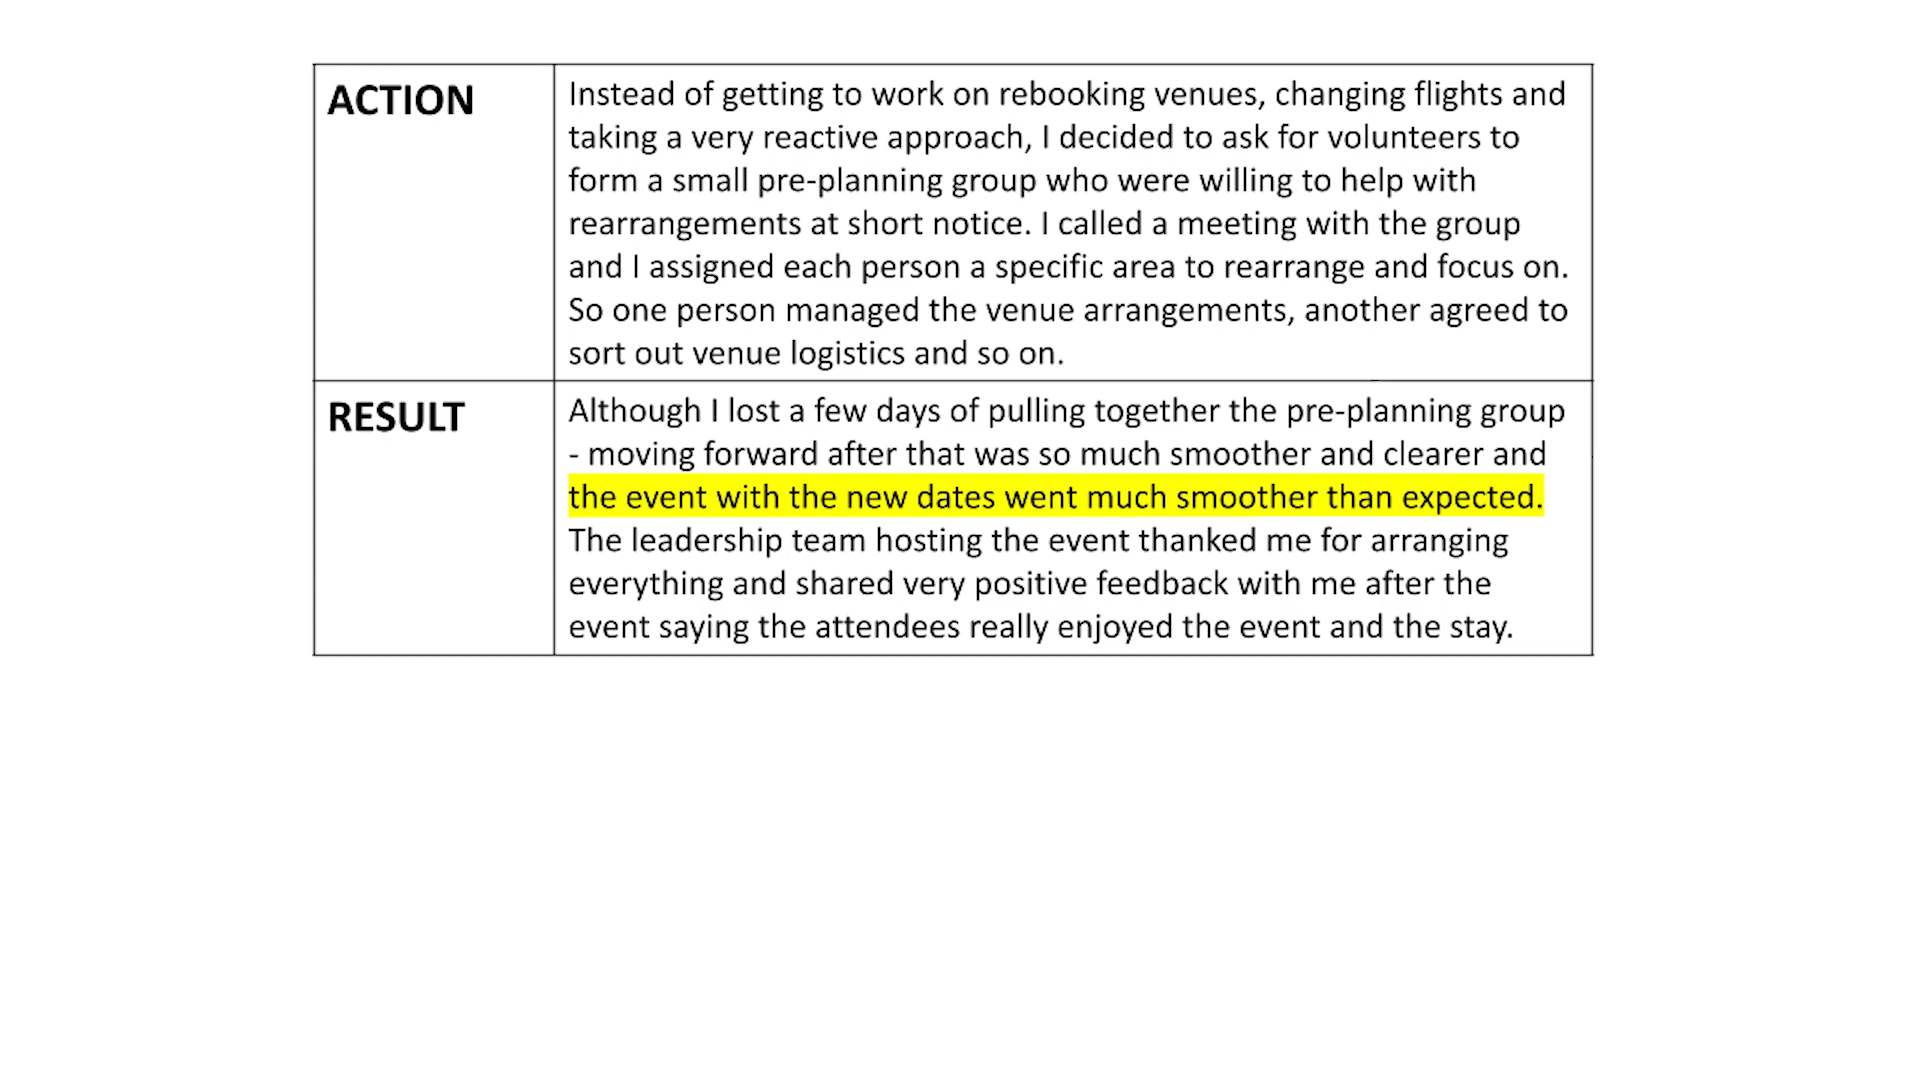 ACTION
Instead of getting to work on rebooking venues, changing flights and
taking a very reactive approach, I decided to ask for volunteers to
form a small pre-planning group who were willing to help with
rearrangements at short notice. I called a meeting with the group
and I assigned each person a specific area to rearrange and focus on.
So one person managed the venue arrangements, another agreed to
sort out venue logistics and so on.
RESULT
Although I lost a few days of pulling together the pre-planning group
- moving forward after that was so much smoother and clearer and
the event with the new dates went much smoother than expected.
The leadership team hosting the event thanked me for arranging
everything and shared very positive feedback with me after the
event saying the attendees really enjoyed the event and the stay.